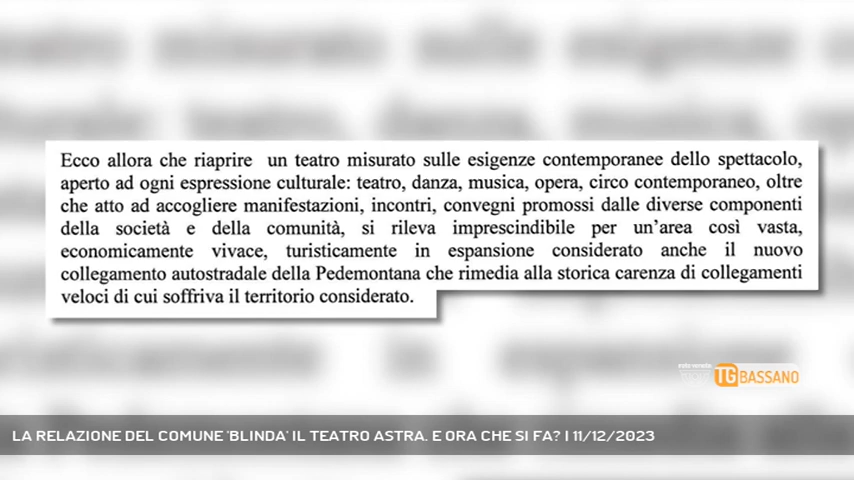 Ecco allora che riaprire un teatro misurato sulle esigenze contemporanee dello spettacolo,
aperto ad ogni espressione culturale: teatro, danza, musica, opera, circo contemporaneo, oltre
che atto ad accogliere manifestazioni, incontri, convegni promossi dalle diverse componenti
della società e della comunità, si rileva imprescindibile per un'area così vasta,
economicamente vivace, turisticamente in espansione considerato anche il nuovo
collegamento autostradale della Pedemontana che rimedia alla storica carenza di collegamenti
veloci di cui soffriva il territorio considerato.
TG BASSANO
LA RELAZIONE DEL COMUNE 'BLINDA' IL TEATRO ASTRA. E ORA CHE SI FA? | 11/12/2023